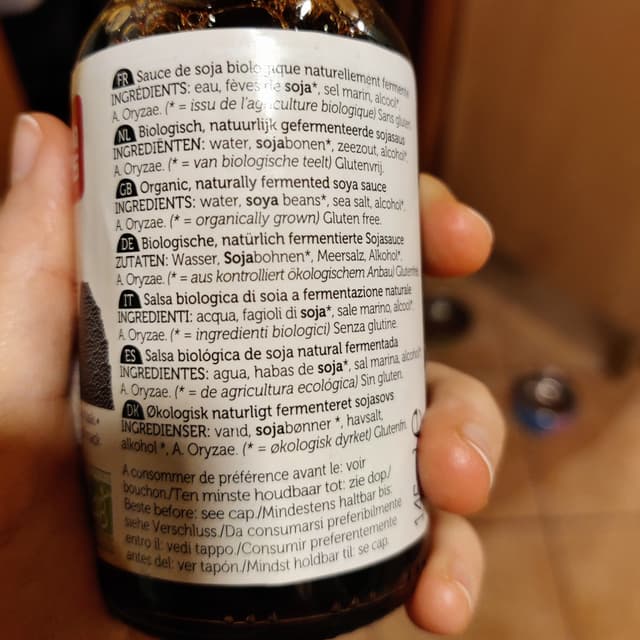 FR Sauce de soja biologique naturellement fermentée
INGRÉDIENTS: eau, fèves de soja*, sel marin, alcool*,
A. Oryzae. (* = issu de l'agriculture biologique) Sans gluten.
NL Biologisch, natuurlijk gefermenteerde sojasaus
INGREDIËNTEN: water, sojabonen*, zeezout, alcohol*,
A. Oryzae. (* = van biologische teelt) Glutenvrij.
GB Organic, naturally fermented soya sauce
INGREDIENTS: water, soya beans*, sea salt, alcohol*,
A. Oryzae. (* = organically grown) Gluten free.
DE Biologische, natürlich fermentierte Sojasauce
ZUTATEN: Wasser, Sojabohnen*, Meersalz, Alkohol*,
A. Oryzae. (* = aus kontrolliert ökologischem Anbau) Glutenfrei.
IT Salsa biologica di soia a fermentazione naturale
INGREDIENTI: acqua, fagioli di soja*, sale marino, alcool*,
A. Oryzae. (* = ingredienti biologici) Senza glutine.
ES Salsa biológica de soja natural fermentada
INGREDIENTES: agua, habas de soja*, sal marina, alcohol*,
A. Oryzae. (* = de agricultura ecológica) Sin gluten.
DK Økologisk naturligt fermenteret sojasovs
INGREDIENSER: vand, sojabønner*, havsalt,
alkohol*, A. Oryzae. (* = økologisk dyrket) Glutenfri.
A consommer de préférence avant le: voir
bouchon/Ten minste houdbaar tot: zie dop/
Beste before: see cap./Mindestens haltbar bis:
siehe Verschluss./Da consumarsi preferibilmente
entro il: vedi tappo./Consumir preferentemente
antes del: ver tapón./Mindst holdbar til: se cap.